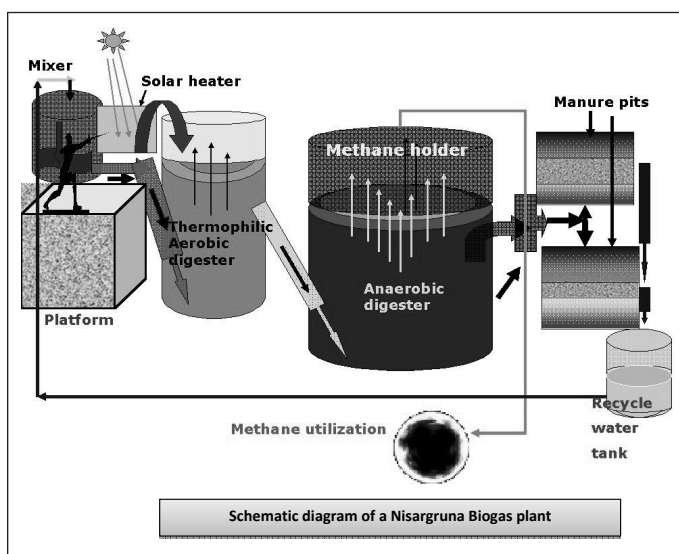 Mixer
Solar heater
Manure pits
Methane holder
Thermophilic
Aerobic
digester
Anaerobic
digester
Platform
Methane utilization
Recycle
water
tank
Schematic diagram of a Nisargruna Biogas plant